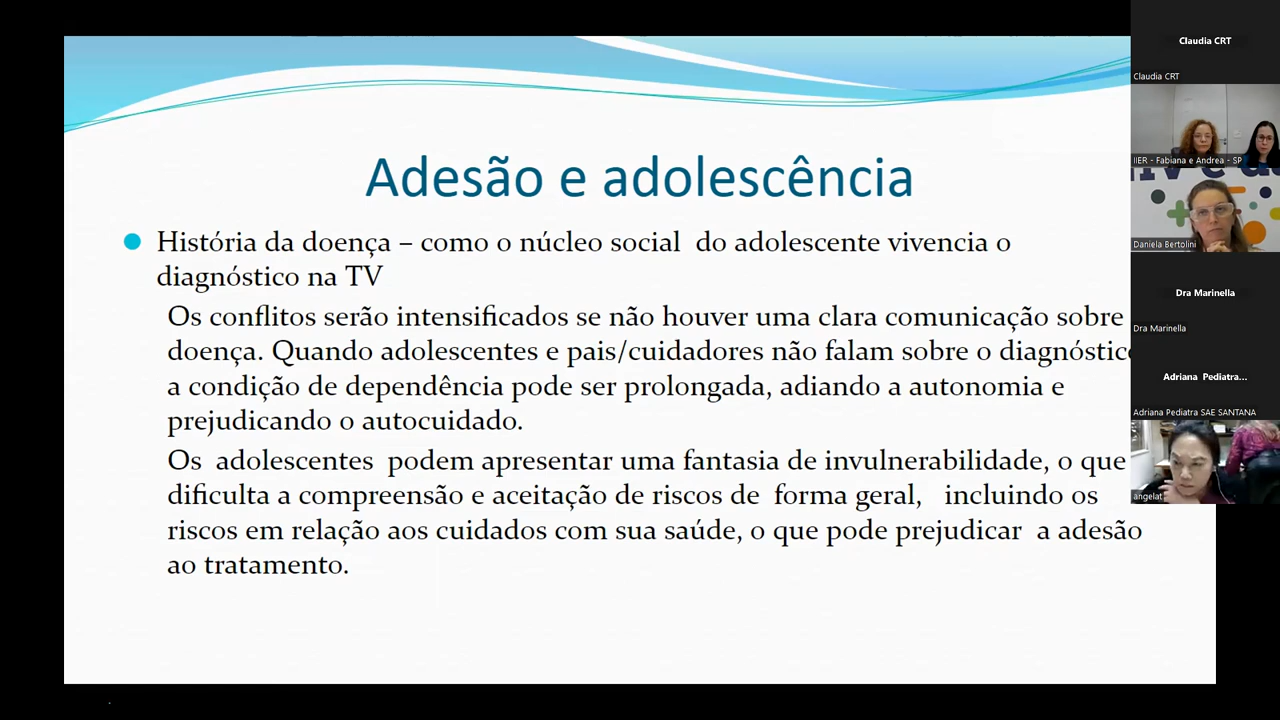 Adesão e adolescência
História da doença – como o núcleo social do adolescente vivencia o
diagnóstico na TV
Os conflitos serão intensificados se não houver uma clara comunicação sobre
doença. Quando adolescentes e pais/cuidadores não falam sobre o diagnóstico
a condição de dependência pode ser prolongada, adiando a autonomia e
prejudicando o autocuidado.
Os adolescentes podem apresentar uma fantasia de invulnerabilidade, o que
dificulta a compreensão e aceitação de riscos de forma geral, incluindo os
riscos em relação aos cuidados com sua saúde, o que pode prejudicar a adesão
ao tratamento.
Claudia CRT
Claudia CRT
IIER - Fabiana e Andrea - SP
Daniela Bertolini
Dra Marinella
Dra Marinella
Adriana Pediatra...
Adriana Pediatra SAE SANTANA
angelat